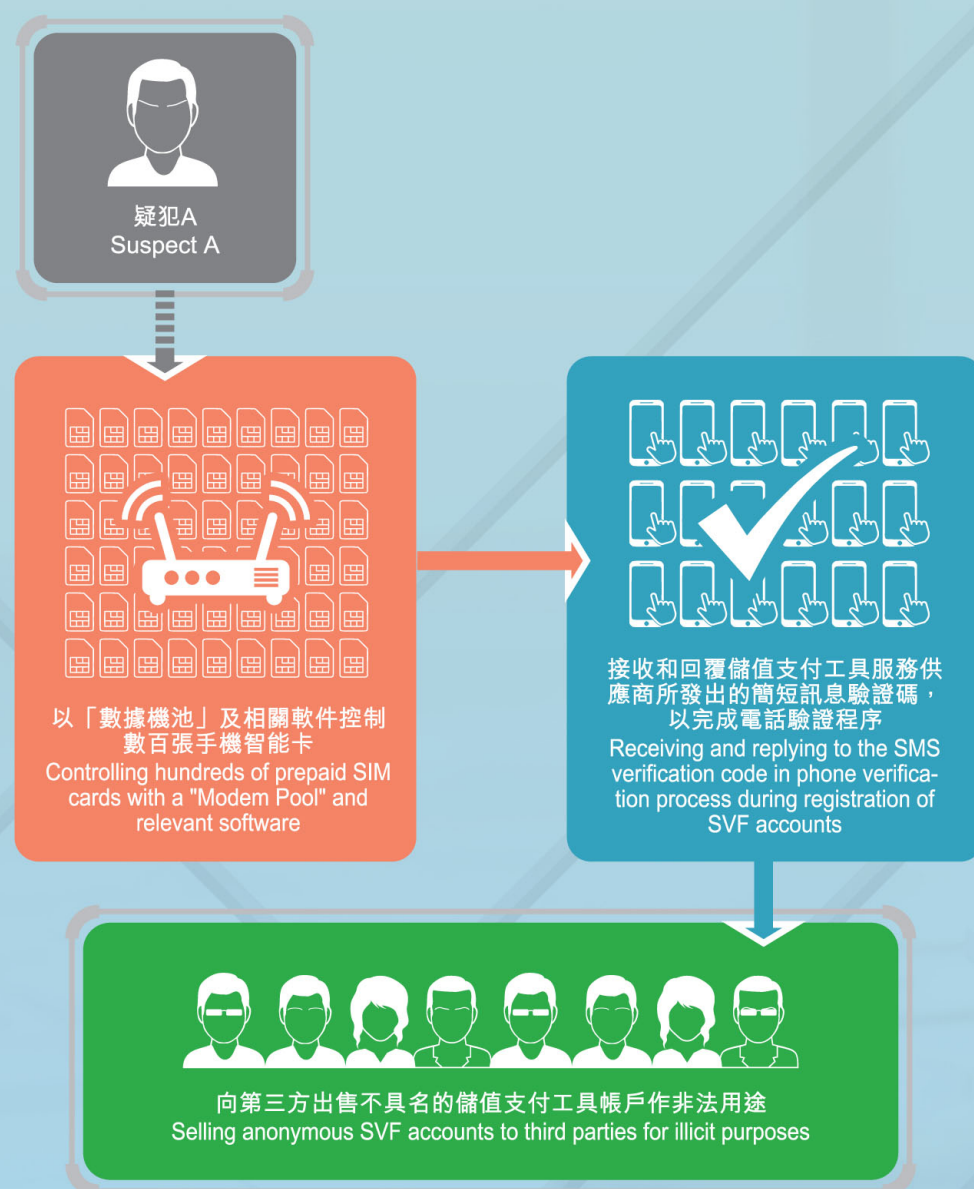 疑犯A
Suspect A
以「數據機池」及相關軟件控制
數百張手機智能卡
Controlling hundreds of prepaid SIM
cards with a "Modem Pool" and
relevant software
接收和回覆儲值支付工具服務供
應商所發出的簡短訊息驗證碼，
以完成電話驗證程序
Receiving and replying to the SMS
verification code in phone verifica-
tion process during registration of
SVF accounts
向第三方出售不具名的儲值支付工具帳戶作非法用途
Selling anonymous SVF accounts to third parties for illicit purposes